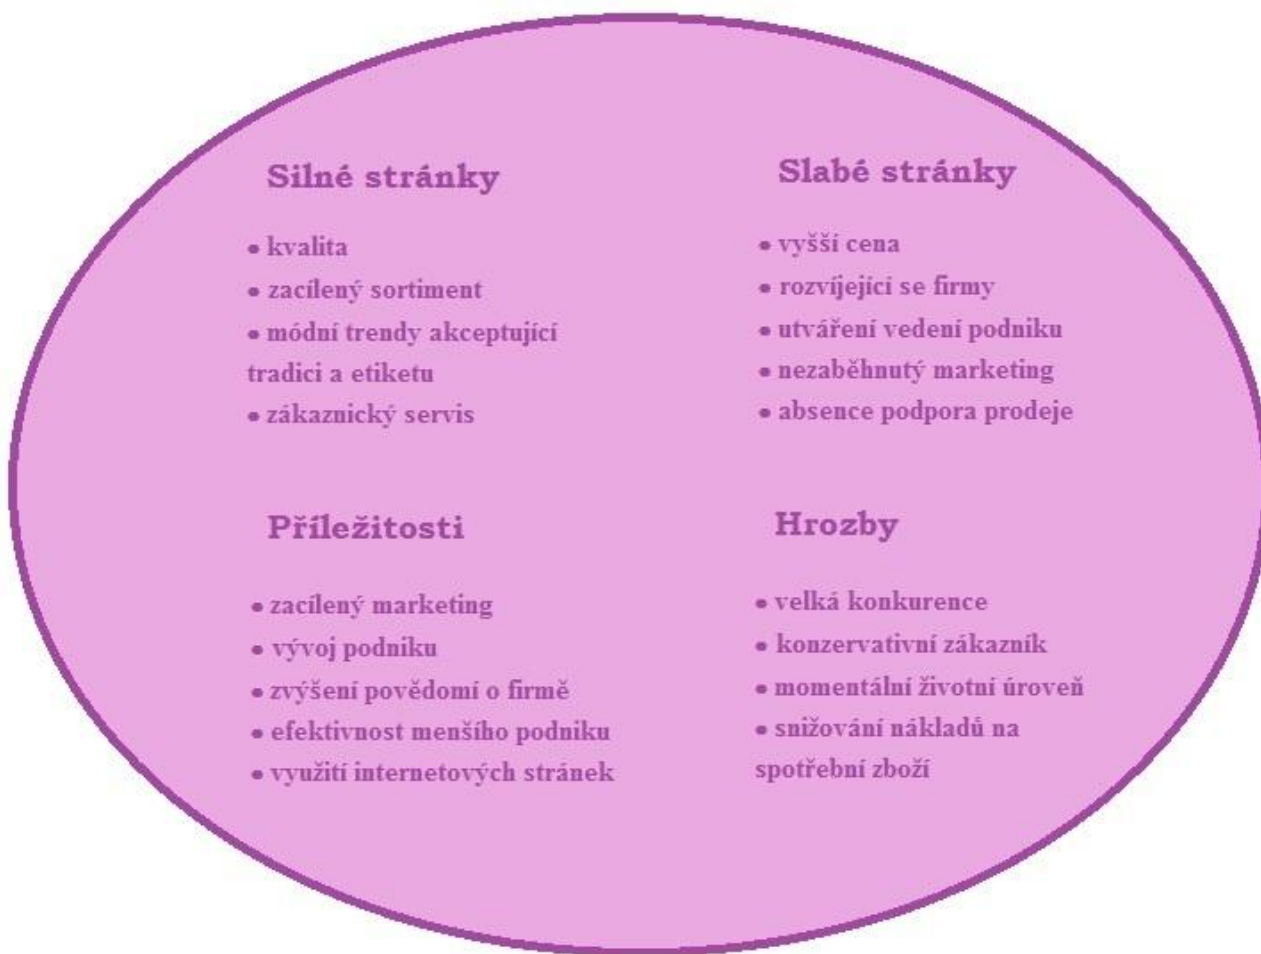 Silné stránky
• kvalita
• zacílený sortiment
• módní trendy akceptující
tradici a etiketu
• zákaznický servis
Slabé stránky
• vyšší cena
• rozvíjející se firmy
• utváření vedení podniku
• nezaběhnutý marketing
• absence podpora prodeje
Příležitosti
• zacílený marketing
• vývoj podniku
• zvýšení povědomí o firmě
• efektivnost menšího podniku
• využití internetových stránek
Hrozby
• velká konkurence
• konzervativní zákazník
• momentální životní úroveň
• snižování nákladů na
spotřební zboží